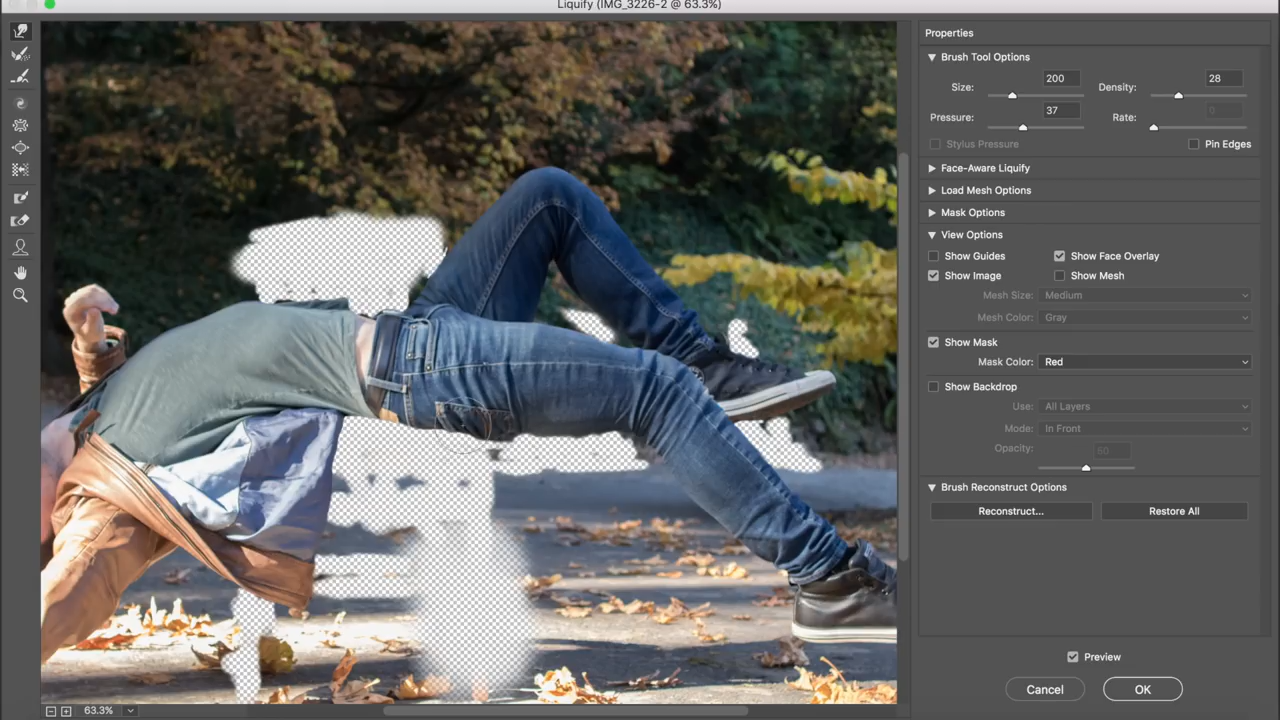 Liquify (IMG_3226-2 @ 63.3%)
Properties
Brush Tool Options
Size: 200 Density: 28
Pressure: 37 Rate: 0
Stylus Pressure Pin Edges
Face-Aware Liquify
Load Mesh Options
Mask Options
View Options
Show Guides Show Face Overlay
Show Image Show Mesh
Mesh Size: Medium
Mesh Color: Gray
Show Mask
Mask Color: Red
Show Backdrop
Use: All Layers
Mode: In Front
Opacity: 50
Brush Reconstruct Options
Reconstruct... Restore All
Preview
Cancel OK
63.3%